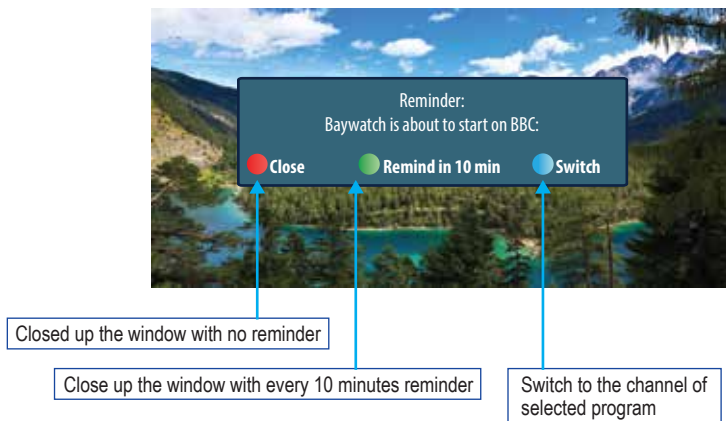 Reminder:
Baywatch is about to start on BBC:
Close Remind in 10 min Switch
Closed up the window with no reminder
Close up the window with every 10 minutes reminder
Switch to the channel of
selected program